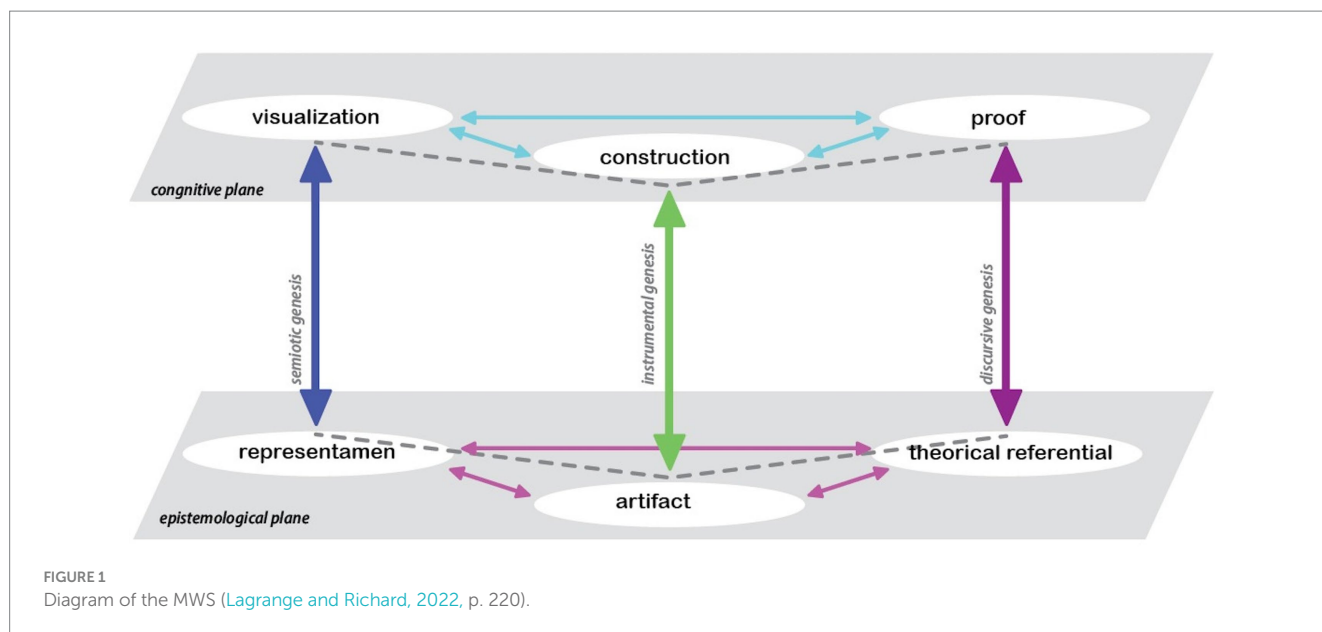 visualization
proof
construction
congnitive plane
semiotic genesis
instrumental genesis
discursive genesis
representamen
theorical referential
artifact
epistemological plane
FIGURE 1
Diagram of the MWS (Lagrange and Richard, 2022, p. 220).